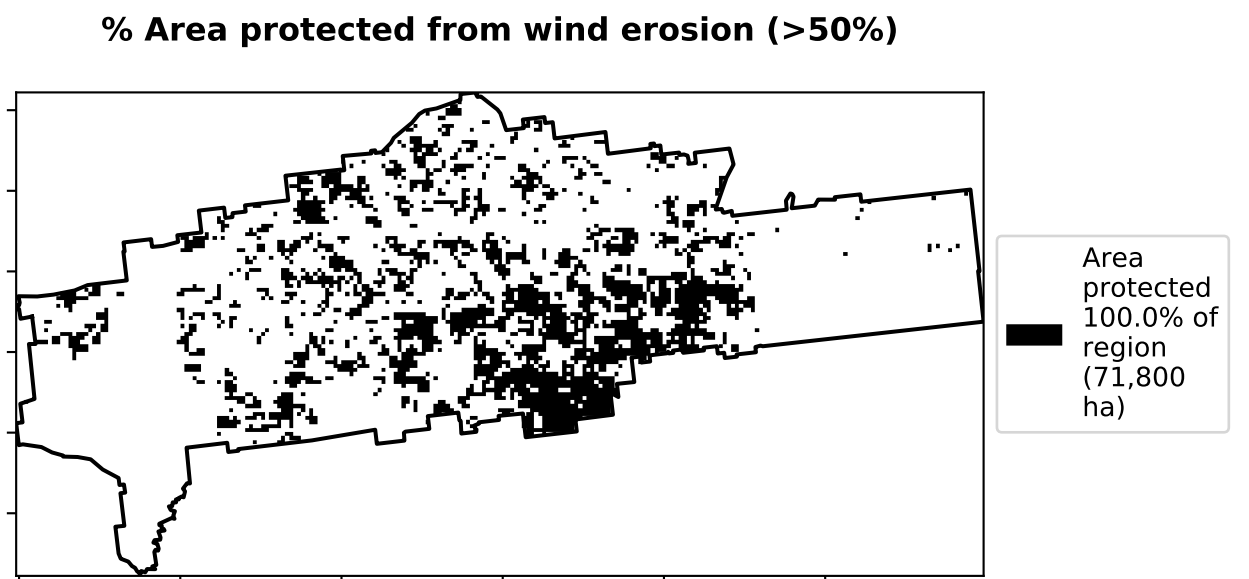 % Area protected from wind erosion (>50%)
Area
protected
100.0% of
region
(71,800
ha)